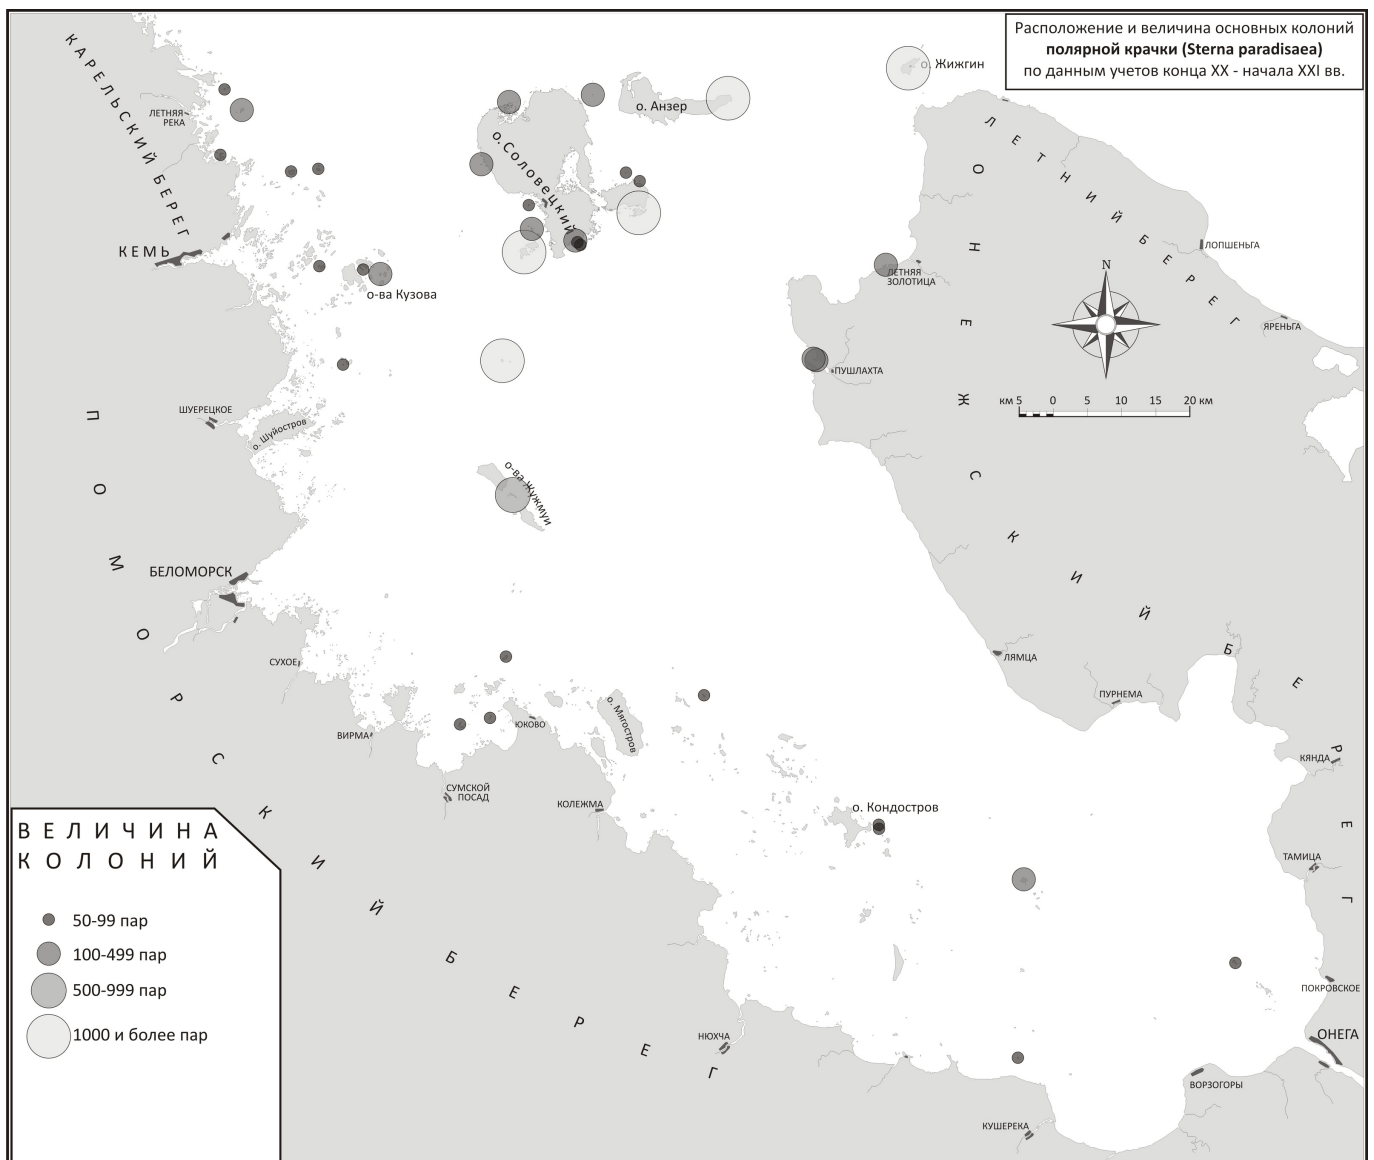 Расположение и величина основных колоний
полярной крачки (Sterna paradisaea)
по данным учетов конца XX - начала XXI вв.
КАРЕЛЬСКИЙ БЕРЕГ
ЛЕТНЯЯ
РЕКА
КЕМЬ
о-ва Кузова
о. Соловецкий
о. Анзер
о. Жижгин
ЛЕТНИЙ БЕРЕГ
ЛОПШЕНЬГА
ЯРЕНЬГА
ЛЕТНЯЯ
ЗОЛОТИЦА
ПУШЛАХТА
N
км 5 0 5 10 15 20 км
ОНЕЖСКИЙ БЕРЕГ
ШУЕРЕЦКОЕ
о. Шуйостров
о-ва Жужмуи
БЕЛОМОРСК
СУХОЕ
ВИРМА
ЮКОВО
о. Мягостров
СУМСКОЙ
ПОСАД
КОЛЕЖМА
ПОМОРСКИЙ БЕРЕГ
ЛЯМЦА
ПУРНЕМА
КЯНДА
о. Кондостров
ТАМИЦА
ПОКРОВСКОЕ
ОНЕГА
НЮХЧА
ВОРЗОГОРЫ
КУШЕРЕКА
ВЕЛИЧИНА
КОЛОНИЙ
50-99 пар
100-499 пар
500-999 пар
1000 и более пар